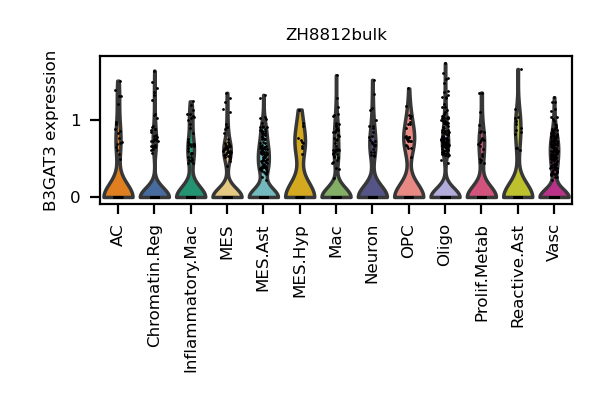 ZH8812bulk
B3GAT3 expression
1
0
AC
Chromatin.Reg
Inflammatory.Mac
MES
MES.Ast
MES.Hyp
Mac
Neuron
OPC
Oligo
Prolif.Metab
Reactive.Ast
Vasc